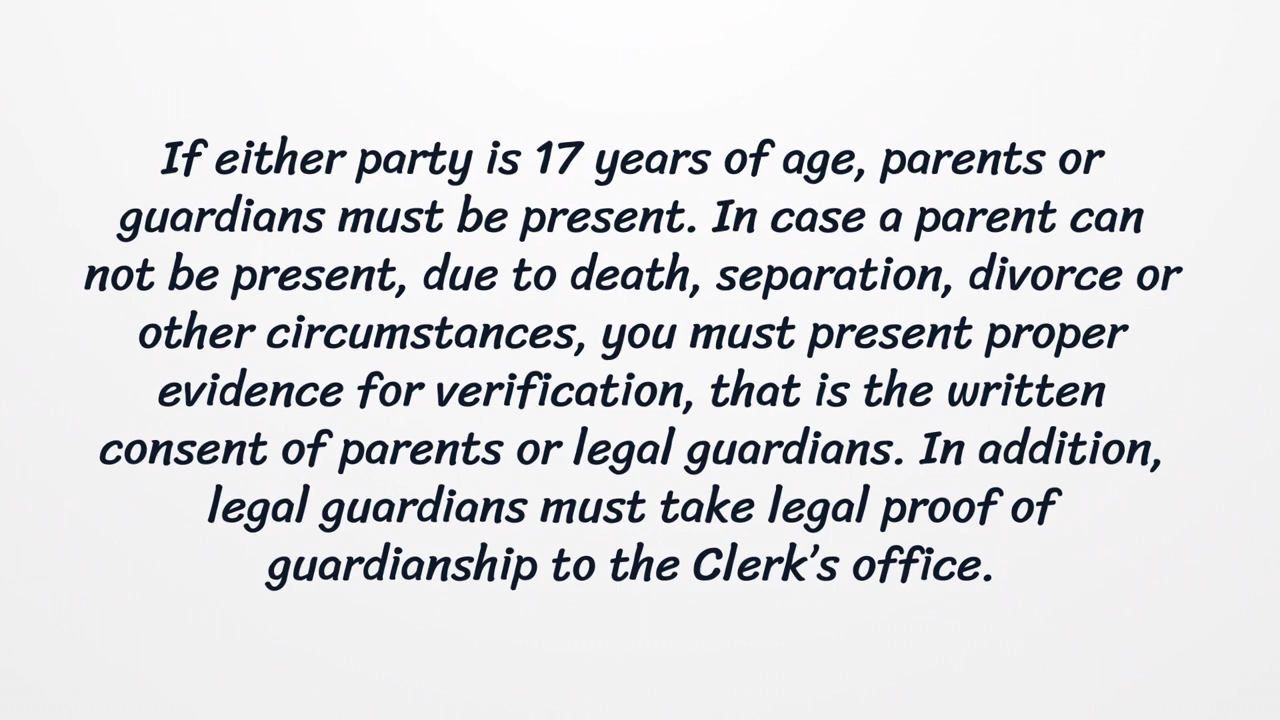 If either party is 17 years of age, parents or
guardians must be present. In case a parent can
not be present, due to death, separation, divorce or
other circumstances, you must present proper
evidence for verification, that is the written
consent of parents or legal guardians. In addition,
legal guardians must take legal proof of
guardianship to the Clerk’s office.